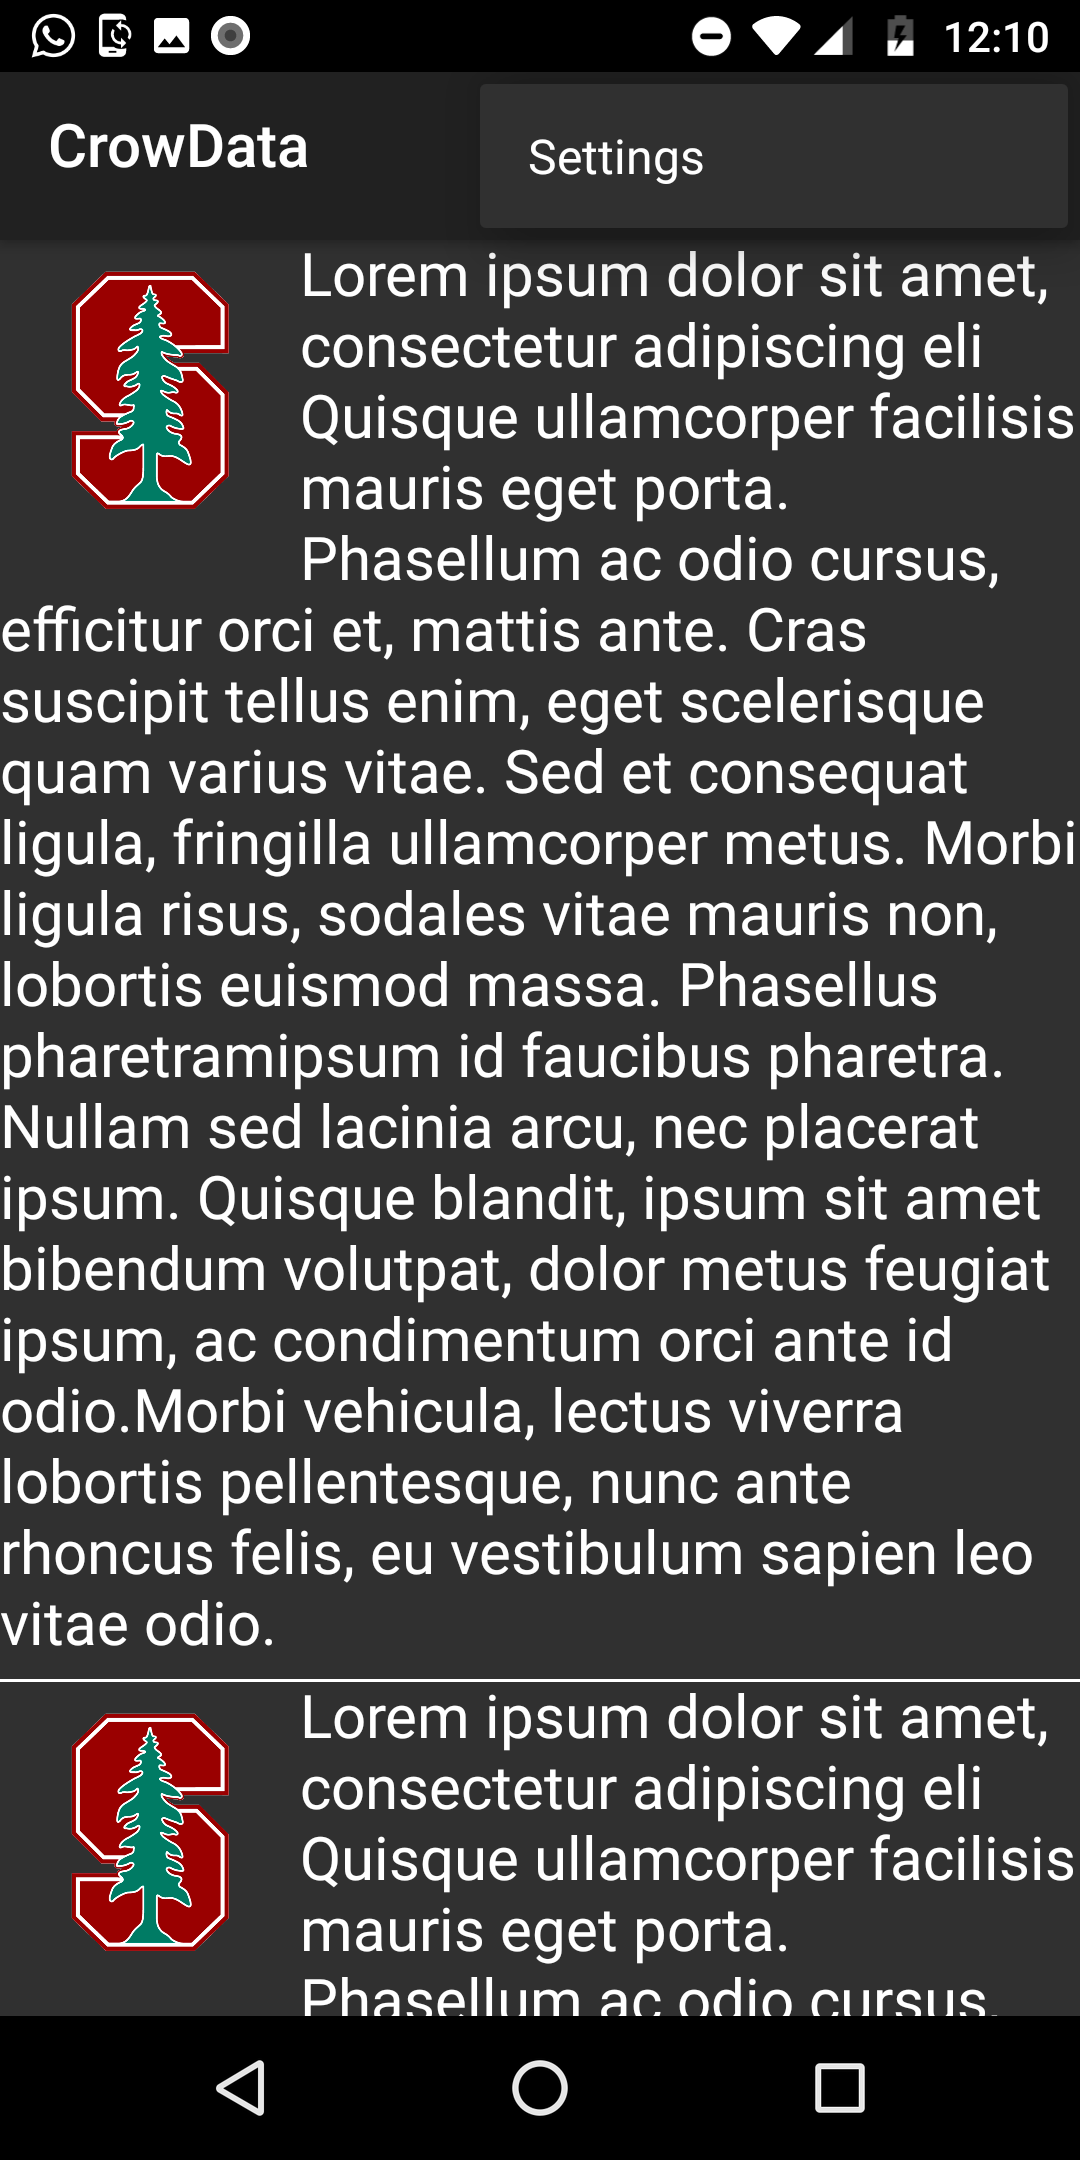 12:10
CrowData
Settings
Lorem ipsum dolor sit amet,
consectetur adipiscing eli
Quisque ullamcorper facilisis
mauris eget porta.
Phasellum ac odio cursus,
efficitur orci et, mattis ante. Cras
suscipit tellus enim, eget scelerisque
quam varius vitae. Sed et consequat
ligula, fringilla ullamcorper metus. Morbi
ligula risus, sodales vitae mauris non,
lobortis euismod massa. Phasellus
pharetramipsum id faucibus pharetra.
Nullam sed lacinia arcu, nec placerat
ipsum. Quisque blandit, ipsum sit amet
bibendum volutpat, dolor metus feugiat
ipsum, ac condimentum orci ante id
odio.Morbi vehicula, lectus viverra
lobortis pellentesque, nunc ante
rhoncus felis, eu vestibulum sapien leo
vitae odio.
Lorem ipsum dolor sit amet,
consectetur adipiscing eli
Quisque ullamcorper facilisis
mauris eget porta.
Phasellum ac odio cursus,